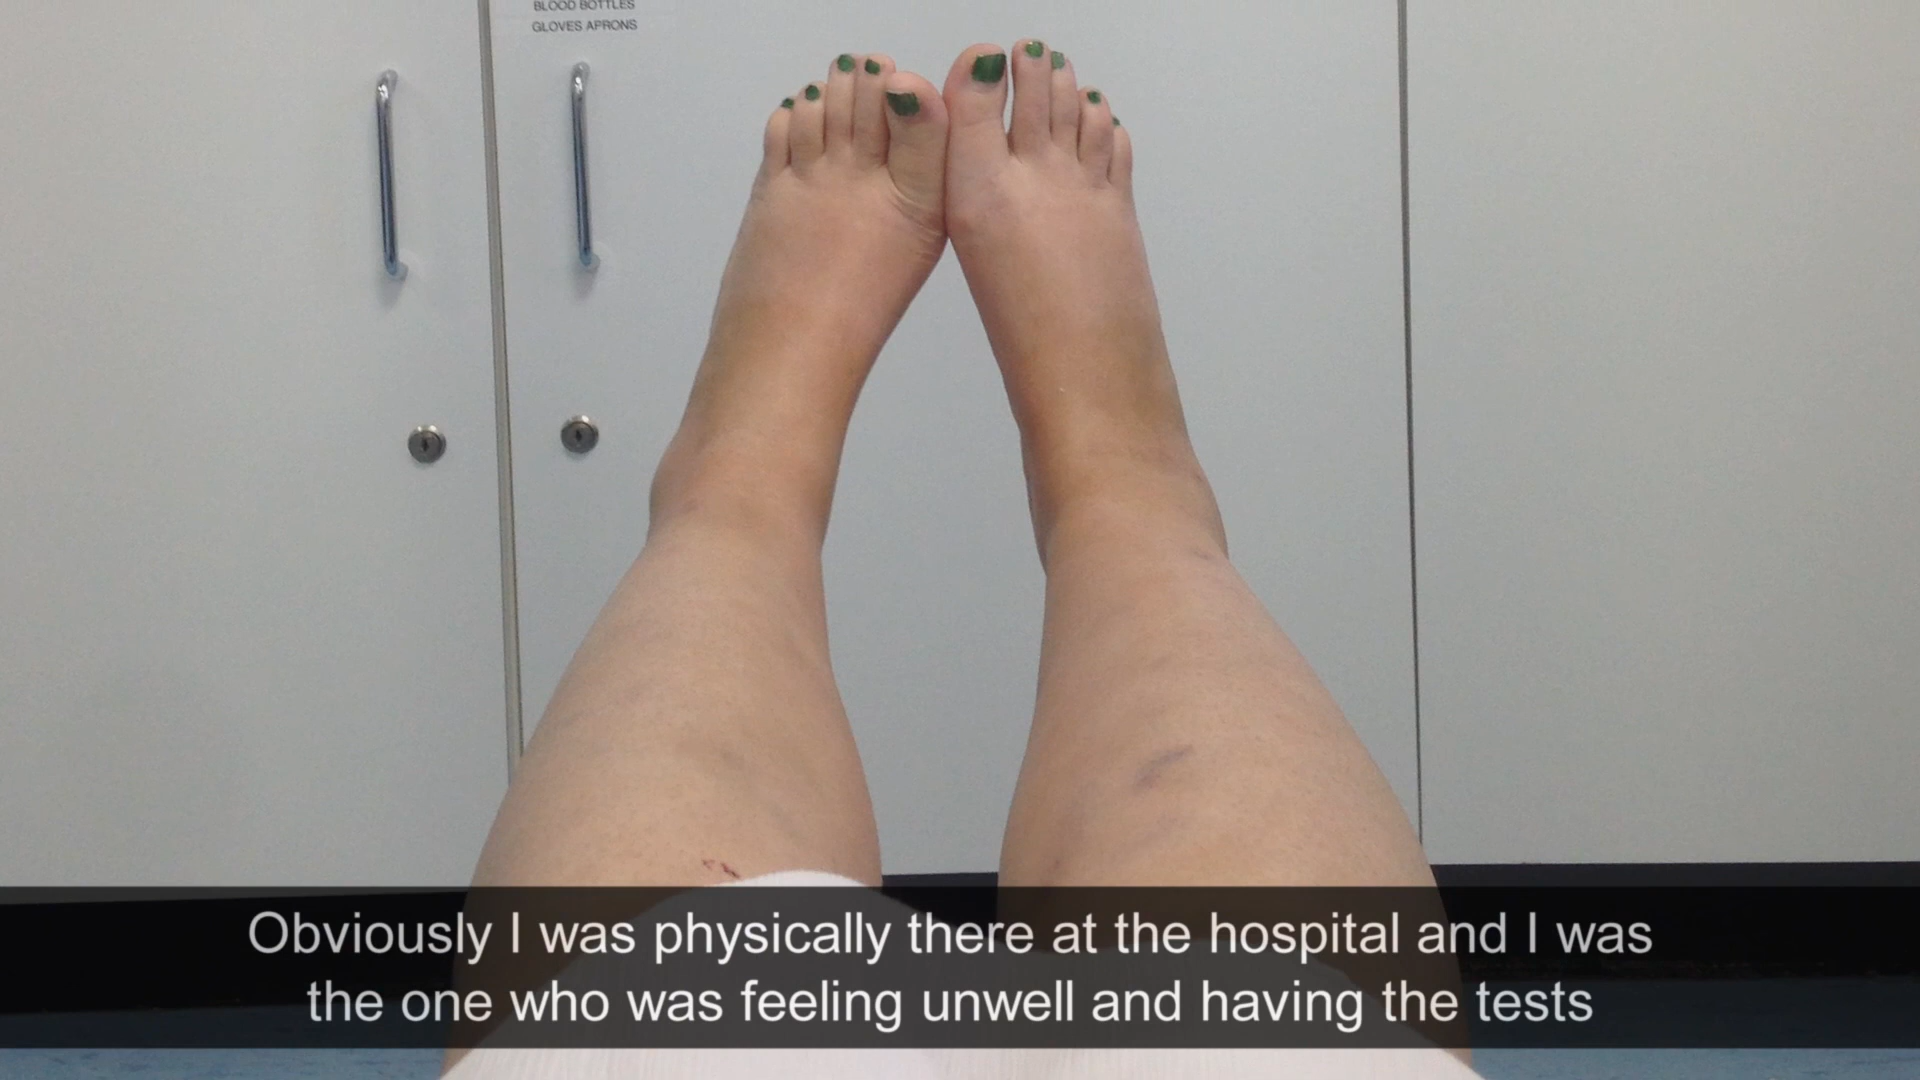 BLOOD BOTTLES
GLOVES APRONS
Obviously I was physically there at the hospital and I was
the one who was feeling unwell and having the tests